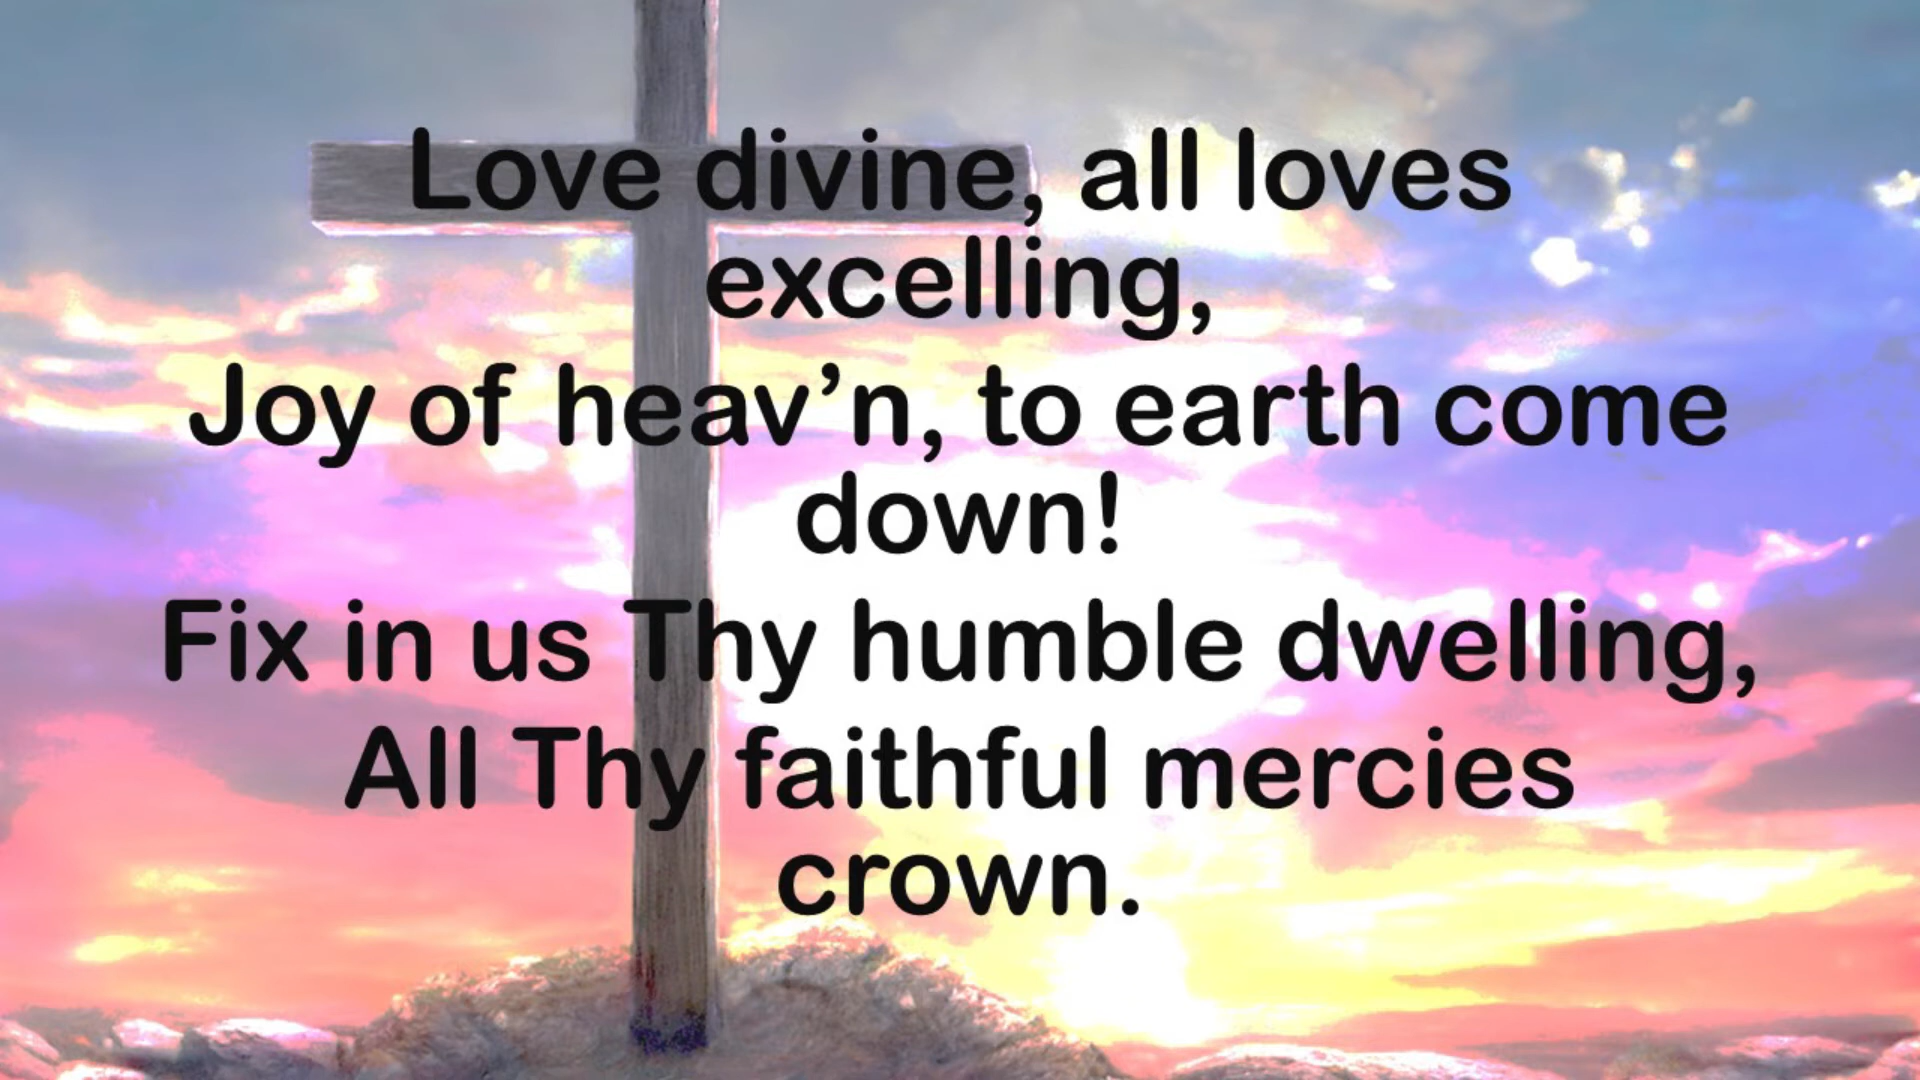 Love divine, all loves
excelling,
Joy of heav’n, to earth come
down!
Fix in us Thy humble dwelling,
All Thy faithful mercies
crown.